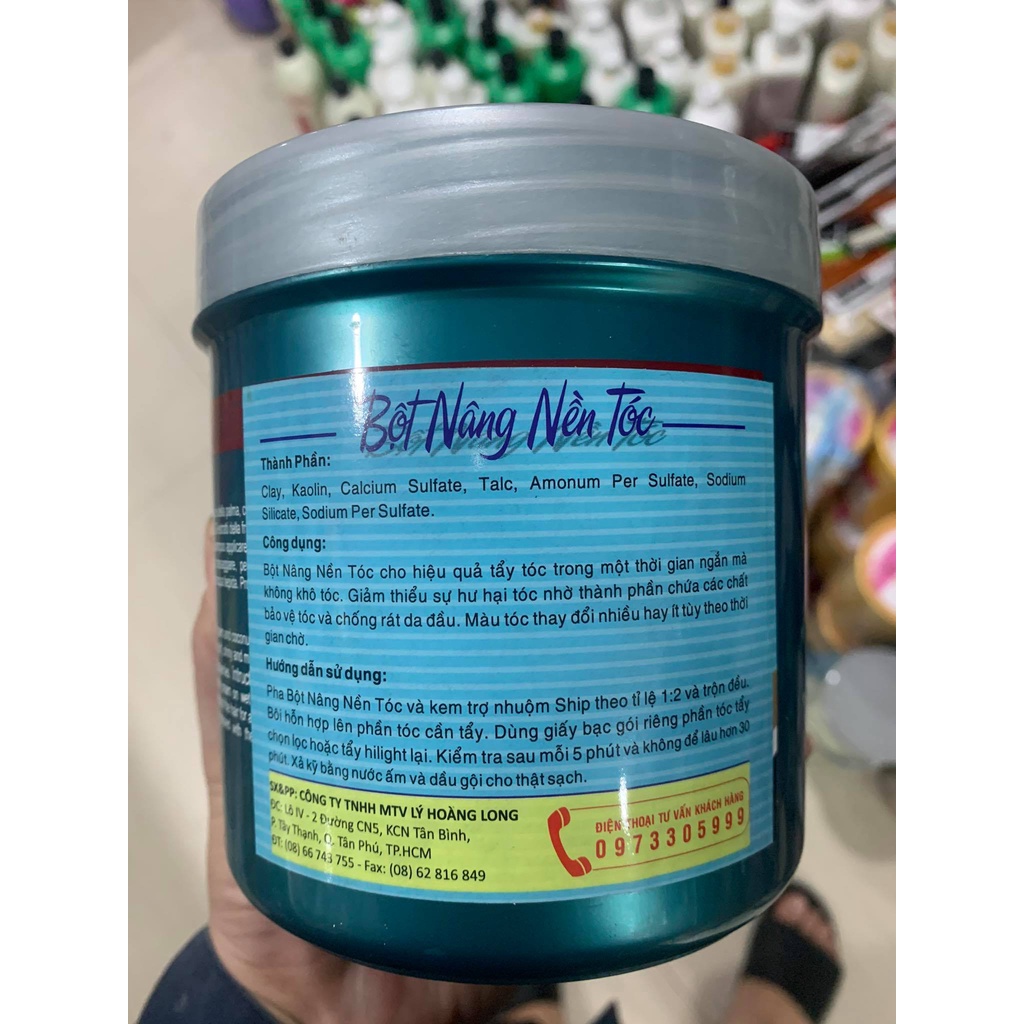 Bột Nâng Nền Tóc
Thành Phần:
Clay, Kaolin, Calcium Sulfate, Talc, Amonum Per Sulfate, Sodium
Silicate, Sodium Per Sulfate.
Công dụng:
Bột Nâng Nền Tóc cho hiệu quả tẩy tóc trong một thời gian ngắn mà
không khô tóc. Giảm thiểu sự hư hại tóc nhờ thành phần chứa các chất
bảo vệ tóc và chống rát da đầu. Màu tóc thay đổi nhiều hay ít tùy theo thời
gian chờ.
Hướng dẫn sử dụng:
Pha Bột Nâng Nền Tóc và kem trợ nhuộm Ship theo tỉ lệ 1:2 và trộn đều.
Bôi hỗn hợp lên phần tóc cần tẩy. Dùng giấy bạc gói riêng phần tóc tẩy
chọn lọc hoặc tẩy hilight lại. Kiểm tra sau mỗi 5 phút và không để lâu hơn 30
phút. Xả kỹ bằng nước ấm và dầu gội cho thật sạch.
SX&PP: CÔNG TY TNHH MTV LÝ HOÀNG LONG
ĐC: Lô IV - 2 Đường CN5, KCN Tân Bình,
P. Tây Thạnh, Q. Tân Phú, TP.HCM
ĐT: (08) 66 743 755 - Fax: (08) 62 816 849
ĐIỆN THOẠI TƯ VẤN KHÁCH HÀNG
0973305999